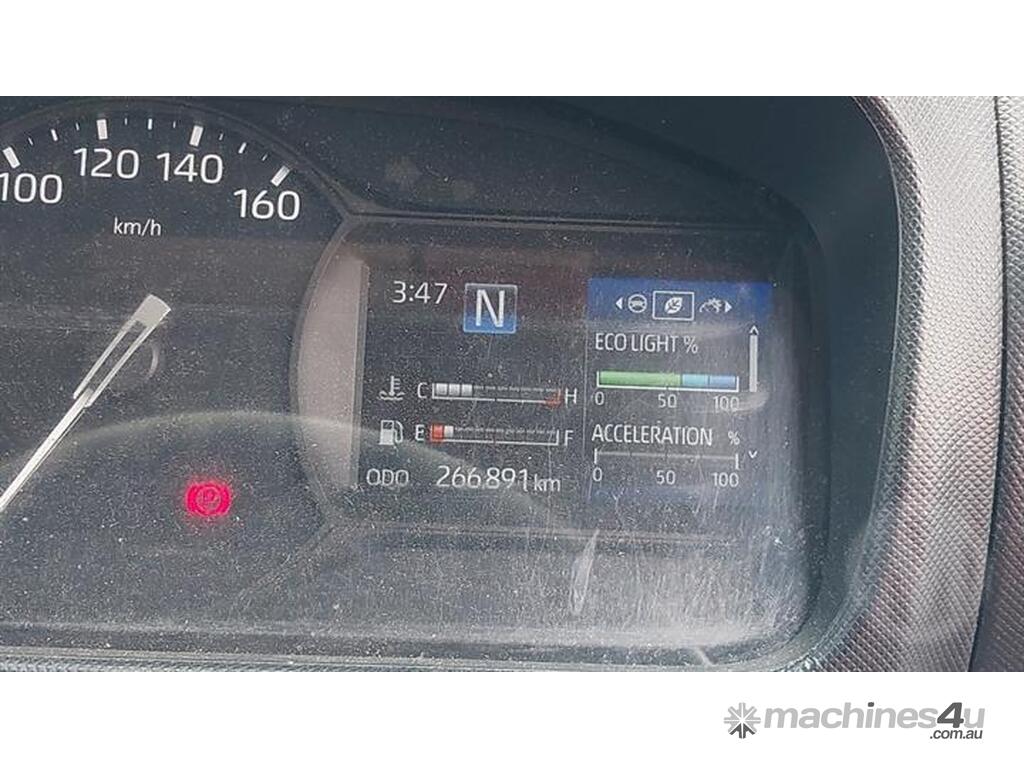 100 120 140 160
km/h
3:47 N
ECO LIGHT %
0 50 100
C H
E F
ACCELERATION %
0 50 100
ODO 266891 km
machines4u
.com.au